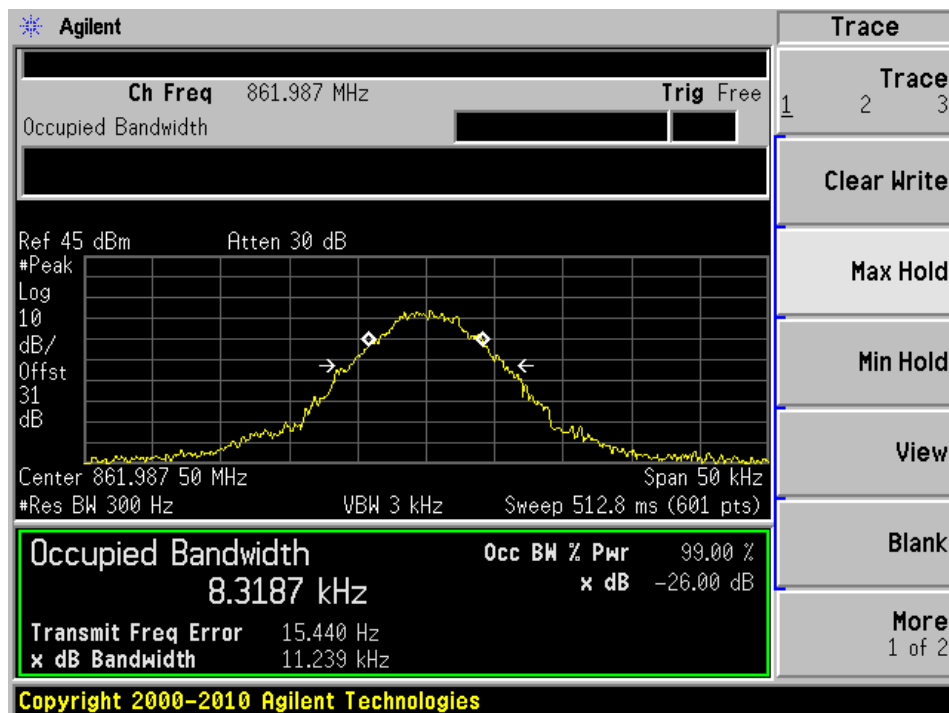 Agilent
Trace
Ch Freq 861.987 MHz Trig Free
Occupied Bandwidth
Trace
1 2 3
Clear Write
Max Hold
Min Hold
View
Blank
More
1 of 2
Ref 45 dBm Atten 30 dB
#Peak
Log
10
dB/
Offst
31
dB
Center 861.987 50 MHz Span 50 kHz
#Res BW 300 Hz VBW 3 kHz Sweep 512.8 ms (601 pts)
Occupied Bandwidth Occ BW % Pwr 99.00 %
8.3187 kHz x dB -26.00 dB
Transmit Freq Error 15.440 Hz
x dB Bandwidth 11.239 kHz
Copyright 2000-2010 Agilent Technologies